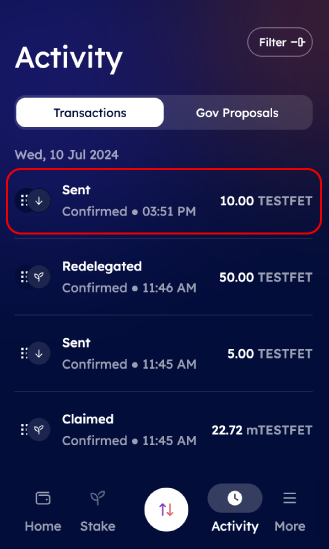 Filter
Activity
Transactions Gov Proposals
Wed, 10 Jul 2024
Sent
10.00 TESTFET
Confirmed ● 03:51 PM
Redelegated
50.00 TESTFET
Confirmed ● 11:46 AM
Sent
5.00 TESTFET
Confirmed ● 11:45 AM
Claimed
22.72 mTESTFET
Confirmed ● 11:45 AM
Home Stake Activity More